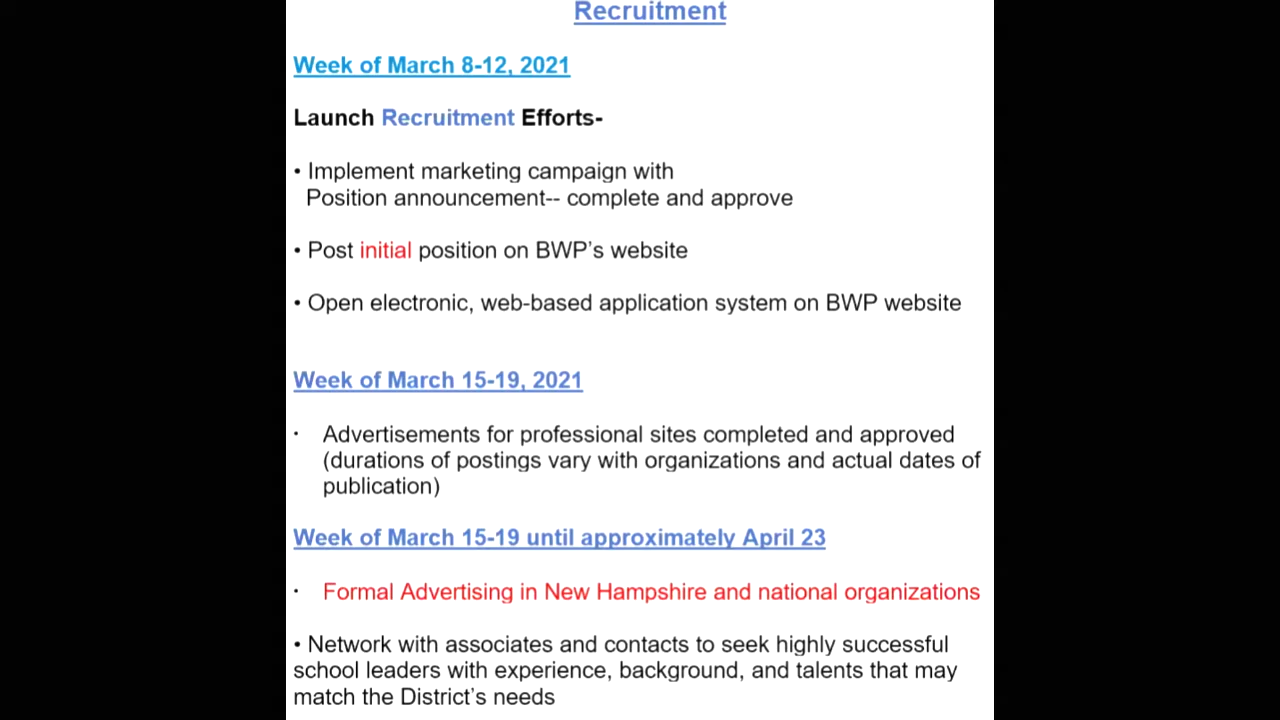 Recruitment
Week of March 8-12, 2021
Launch Recruitment Efforts-
• Implement marketing campaign with
Position announcement-- complete and approve
• Post initial position on BWP’s website
• Open electronic, web-based application system on BWP website
Week of March 15-19, 2021
· Advertisements for professional sites completed and approved
(durations of postings vary with organizations and actual dates of
publication)
Week of March 15-19 until approximately April 23
· Formal Advertising in New Hampshire and national organizations
• Network with associates and contacts to seek highly successful
school leaders with experience, background, and talents that may
match the District’s needs